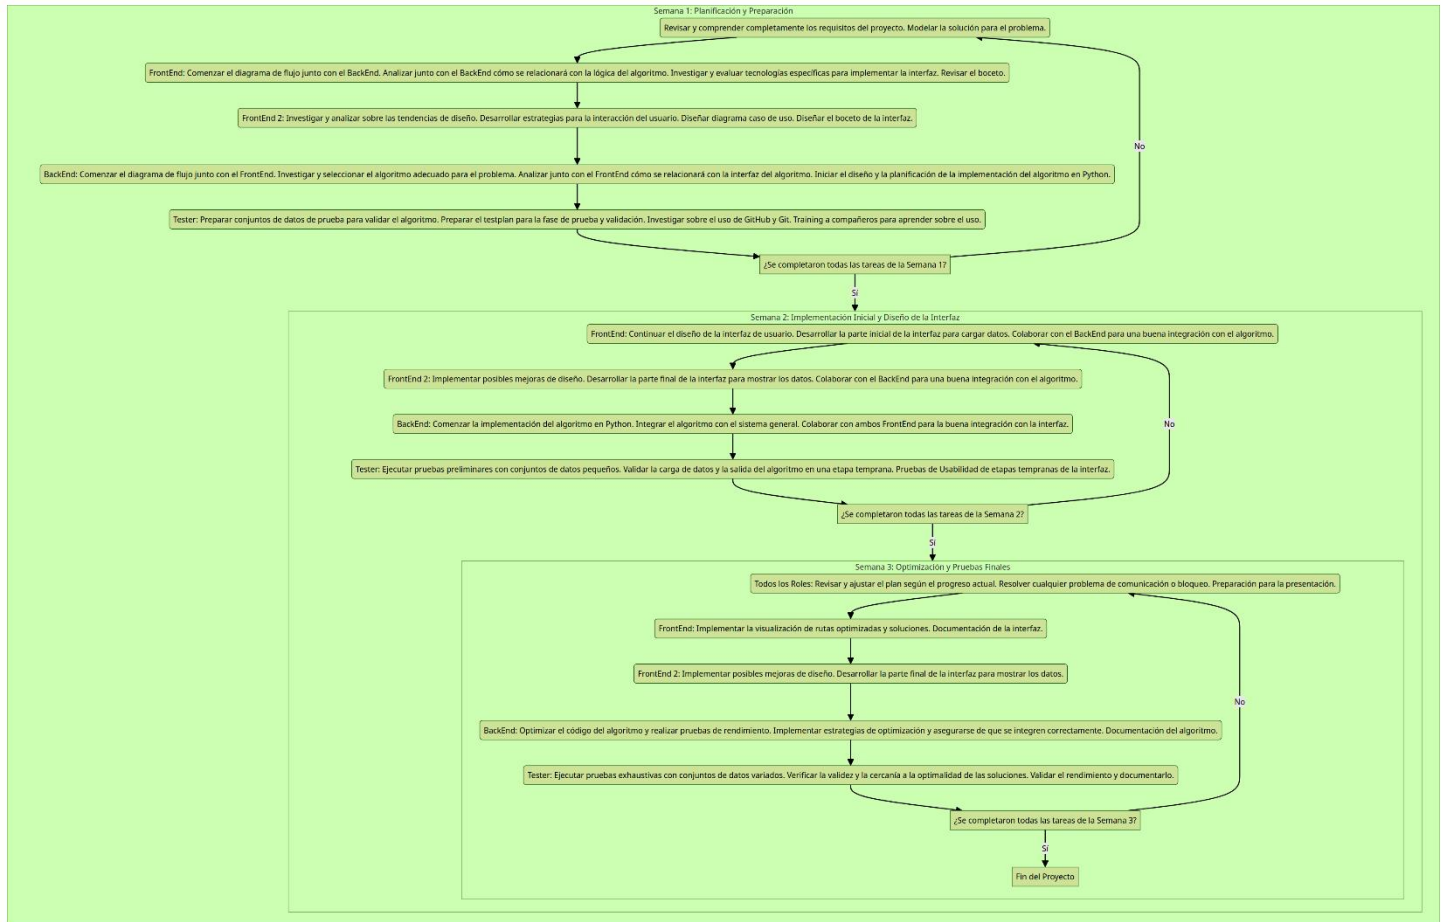 Semana 1: Planificación y Preparación
Revisar y comprender completamente los requisitos del proyecto. Modelar la solución para el problema.
FrontEnd: Comenzar el diagrama de flujo junto con el BackEnd. Analizar junto con el BackEnd cómo se relacionará con la lógica del algoritmo. Investigar y evaluar tecnologías específicas para implementar la interfaz. Revisar el boceto.
FrontEnd 2: Investigar y analizar sobre las tendencias de diseño. Desarrollar estrategias para la interacción del usuario. Diseñar diagrama caso de uso. Diseñar el boceto de la interfaz.
No
BackEnd: Comenzar el diagrama de flujo junto con el FrontEnd. Investigar y seleccionar el algoritmo adecuado para el problema. Analizar junto con el FrontEnd cómo se relacionará con la interfaz del algoritmo. Iniciar el diseño y la planificación de la implementación del algoritmo en Python.
Tester: Preparar conjuntos de datos de prueba para validar el algoritmo. Preparar el testplan para la fase de prueba y validación. Investigar sobre el uso de GitHub y Git. Training a compañeros para aprender sobre el uso.
¿Se completaron todas las tareas de la Semana 1?
Sí
Semana 2: Implementación Inicial y Diseño de la Interfaz
FrontEnd: Continuar el diseño de la interfaz de usuario. Desarrollar la parte inicial de la interfaz para cargar datos. Colaborar con el BackEnd para una buena integración con el algoritmo.
FrontEnd 2: Implementar posibles mejoras de diseño. Desarrollar la parte final de la interfaz para mostrar los datos. Colaborar con el BackEnd para una buena integración con el algoritmo.
BackEnd: Comenzar la implementación del algoritmo en Python. Integrar el algoritmo con el sistema general. Colaborar con ambos FrontEnd para la buena integración con la interfaz.
No
Tester: Ejecutar pruebas preliminares con conjuntos de datos pequeños. Validar la carga de datos y la salida del algoritmo en una etapa temprana. Pruebas de Usabilidad de etapas tempranas de la interfaz.
¿Se completaron todas las tareas de la Semana 2?
Sí
Semana 3: Optimización y Pruebas Finales
Todos los Roles: Revisar y ajustar el plan según el progreso actual. Resolver cualquier problema de comunicación o bloqueo. Preparación para la presentación.
FrontEnd: Implementar la visualización de rutas optimizadas y soluciones. Documentación de la interfaz.
FrontEnd 2: Implementar posibles mejoras de diseño. Desarrollar la parte final de la interfaz para mostrar los datos.
No
BackEnd: Optimizar el código del algoritmo y realizar pruebas de rendimiento. Implementar estrategias de optimización y asegurarse de que se integren correctamente. Documentación del algoritmo.
Tester: Ejecutar pruebas exhaustivas con conjuntos de datos variados. Verificar la validez y la cercanía a la optimalidad de las soluciones. Validar el rendimiento y documentarlo.
¿Se completaron todas las tareas de la Semana 3?
Sí
Fin del Proyecto